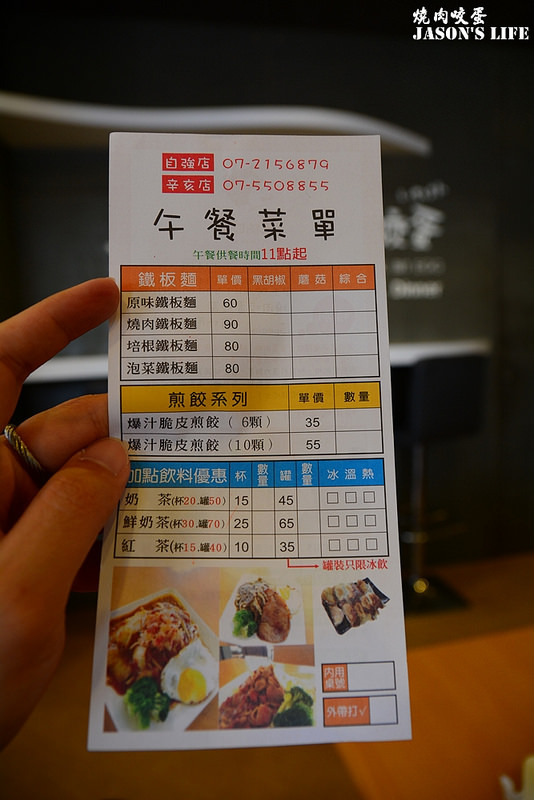 燒肉咬蛋
JASON'S LIFE
自強店 07-2156879
辛亥店 07-5508855
午餐菜單
午餐供餐時間11點起
鐵板麵 單價 黑胡椒 蘑菇 綜合
原味鐵板麵 60
燒肉鐵板麵 90
培根鐵板麵 80
泡菜鐵板麵 80
煎餃系列 單價 數量
爆汁脆皮煎餃(6顆) 35
爆汁脆皮煎餃(10顆) 55
加點飲料優惠 杯 數量 罐 數量 冰 溫 熱
奶 茶(杯20.罐50) 15 45 □□□
鮮奶茶(杯30.罐70) 25 65 □□□
紅 茶(杯15.罐40) 10 35 □□□
罐裝只限冰飲
內用桌號
外帶打✓
蛋
Dinner